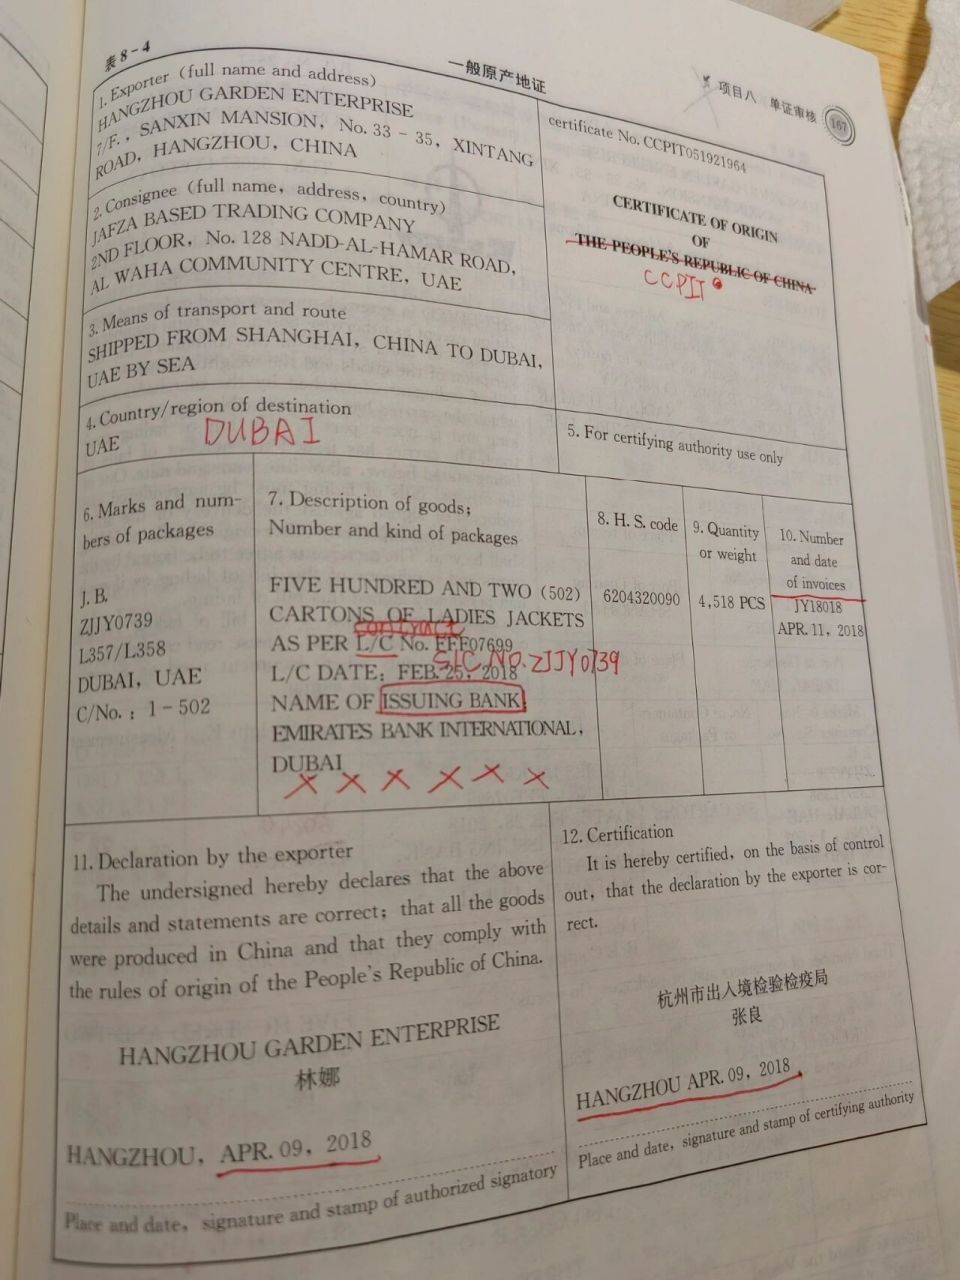 表8-4
一般原产地证
项目八 单证审核
167
1. Exporter (full name and address)
HANGZHOU GARDEN ENTERPRISE
7/F., SANXIN MANSION, No. 33 - 35, XINTANG
ROAD, HANGZHOU, CHINA
certificate No. CCPIT051921964
CERTIFICATE OF ORIGIN
OF
THE PEOPLE'S REPUBLIC OF CHINA
CCPIT
2. Consignee (full name, address, country)
JAFZA BASED TRADING COMPANY
2ND FLOOR, No. 128 NADD-AL-HAMAR ROAD,
AL WAHA COMMUNITY CENTRE, UAE
3. Means of transport and route
SHIPPED FROM SHANGHAI, CHINA TO DUBAI,
UAE BY SEA
4. Country/region of destination
UAE DUBAI
5. For certifying authority use only
6. Marks and num-
bers of packages
J. B.
ZJJY0739
L357/L358
DUBAI, UAE
C/No.: 1-502
7. Description of goods;
Number and kind of packages
FIVE HUNDRED AND TWO (502)
CARTONS OF LADIES JACKETS
contract
AS PER L/C No. FFF07699
S/C NO. ZJJY0739
L/C DATE: FEB. 25, 2018
NAME OF ISSUING BANK
EMIRATES BANK INTERNATIONAL,
DUBAI
× × × × × ×
8. H. S. code
6204320090
9. Quantity
or weight
4,518 PCS
10. Number
and date
of invoices
JY18018
APR. 11, 2018
11. Declaration by the exporter
The undersigned hereby declares that the above
details and statements are correct; that all the goods
were produced in China and that they comply with
the rules of origin of the People's Republic of China.
HANGZHOU GARDEN ENTERPRISE
林娜
HANGZHOU, APR. 09, 2018
Place and date, signature and stamp of authorized signatory
12. Certification
It is hereby certified, on the basis of control
out, that the declaration by the exporter is cor-
rect.
杭州市出入境检验检疫局
张良
HANGZHOU APR. 09, 2018
Place and date, signature and stamp of certifying authority